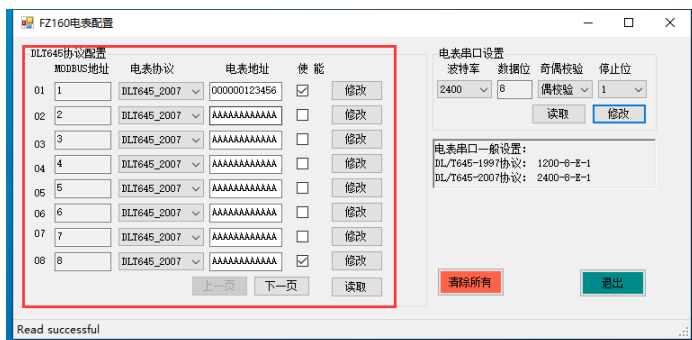 FZ160电表配置
DLT645协议配置
MODBUS地址 电表协议 电表地址 使 能
01 1 DLT645_2007 000000123456 修改
02 2 DLT645_2007 AAAAAAAAAAAA 修改
03 3 DLT645_2007 AAAAAAAAAAAA 修改
04 4 DLT645_2007 AAAAAAAAAAAA 修改
05 5 DLT645_2007 AAAAAAAAAAAA 修改
06 6 DLT645_2007 AAAAAAAAAAAA 修改
07 7 DLT645_2007 AAAAAAAAAAAA 修改
08 8 DLT645_2007 AAAAAAAAAAAA 修改
上一页 下一页 读取
电表串口设置
波特率 数据位 奇偶校验 停止位
2400 8 偶校验 1
读取 修改
电表串口一般设置:
DL/T645-1997协议: 1200-8-E-1
DL/T645-2007协议: 2400-8-E-1
清除所有 退出
Read successful